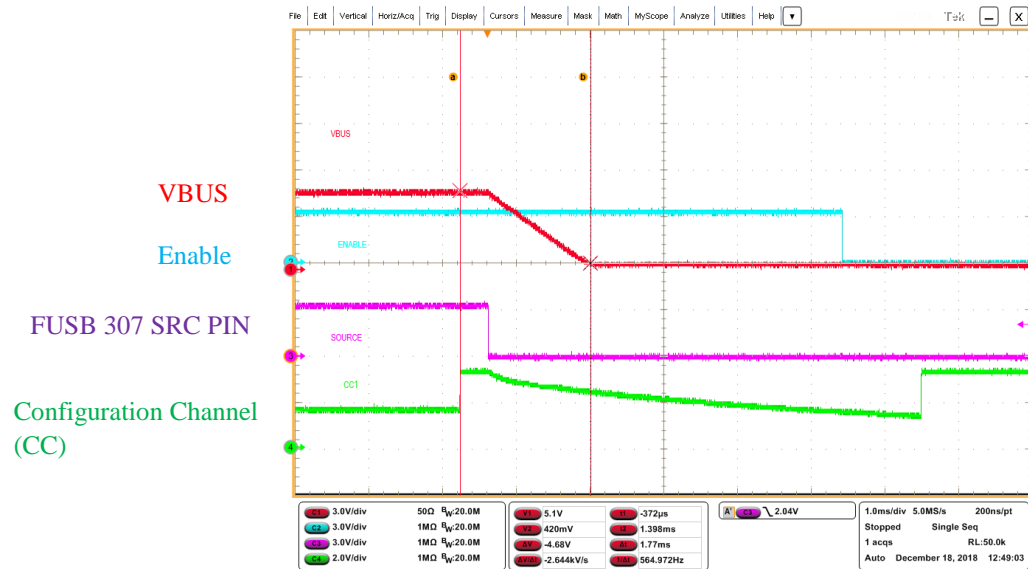 File Edit Vertical Horiz/Acq Trig Display Cursors Measure Mask Math MyScope Analyze Utilities Help Tek X
a b
VBUS
VBUS
ENABLE
Enable
2
1
FUSB 307 SRC PIN
SOURCE
3
CC1
Configuration Channel
(CC)
4
C1 3.0V/div 50Ω BW:20.0M
C2 3.0V/div 1MΩ BW:20.0M
C3 3.0V/div 1MΩ BW:20.0M
C4 2.0V/div 1MΩ BW:20.0M
V1 5.1V t1 -372µs
V2 420mV t2 1.398ms
ΔV -4.68V Δt 1.77ms
ΔV/Δt -2.644kV/s 1/Δt 564.972Hz
A' C3 2.04V
1.0ms/div 5.0MS/s 200ns/pt
Stopped Single Seq
1 acqs RL:50.0k
Auto December 18, 2018 12:49:03